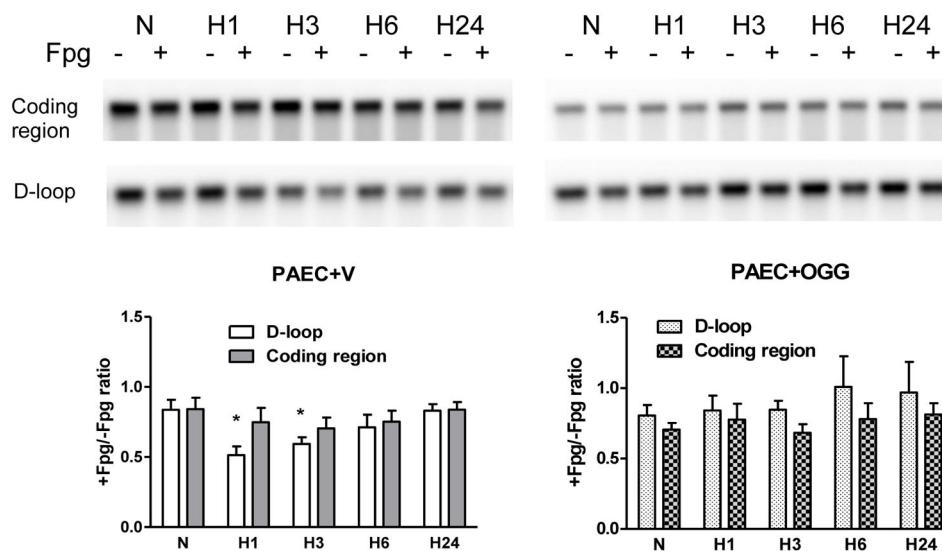 N H1 H3 H6 H24 N H1 H3 H6 H24
Fpg - + - + - + - + - + - + - + - + - + - +
Coding
region
D-loop
PAEC+V
+Fpg/-Fpg ratio
1.5
1.0
0.5
0.0
D-loop
Coding region
*
*
N H1 H3 H6 H24
PAEC+OGG
+Fpg/-Fpg ratio
1.5
1.0
0.5
0.0
D-loop
Coding region
N H1 H3 H6 H24